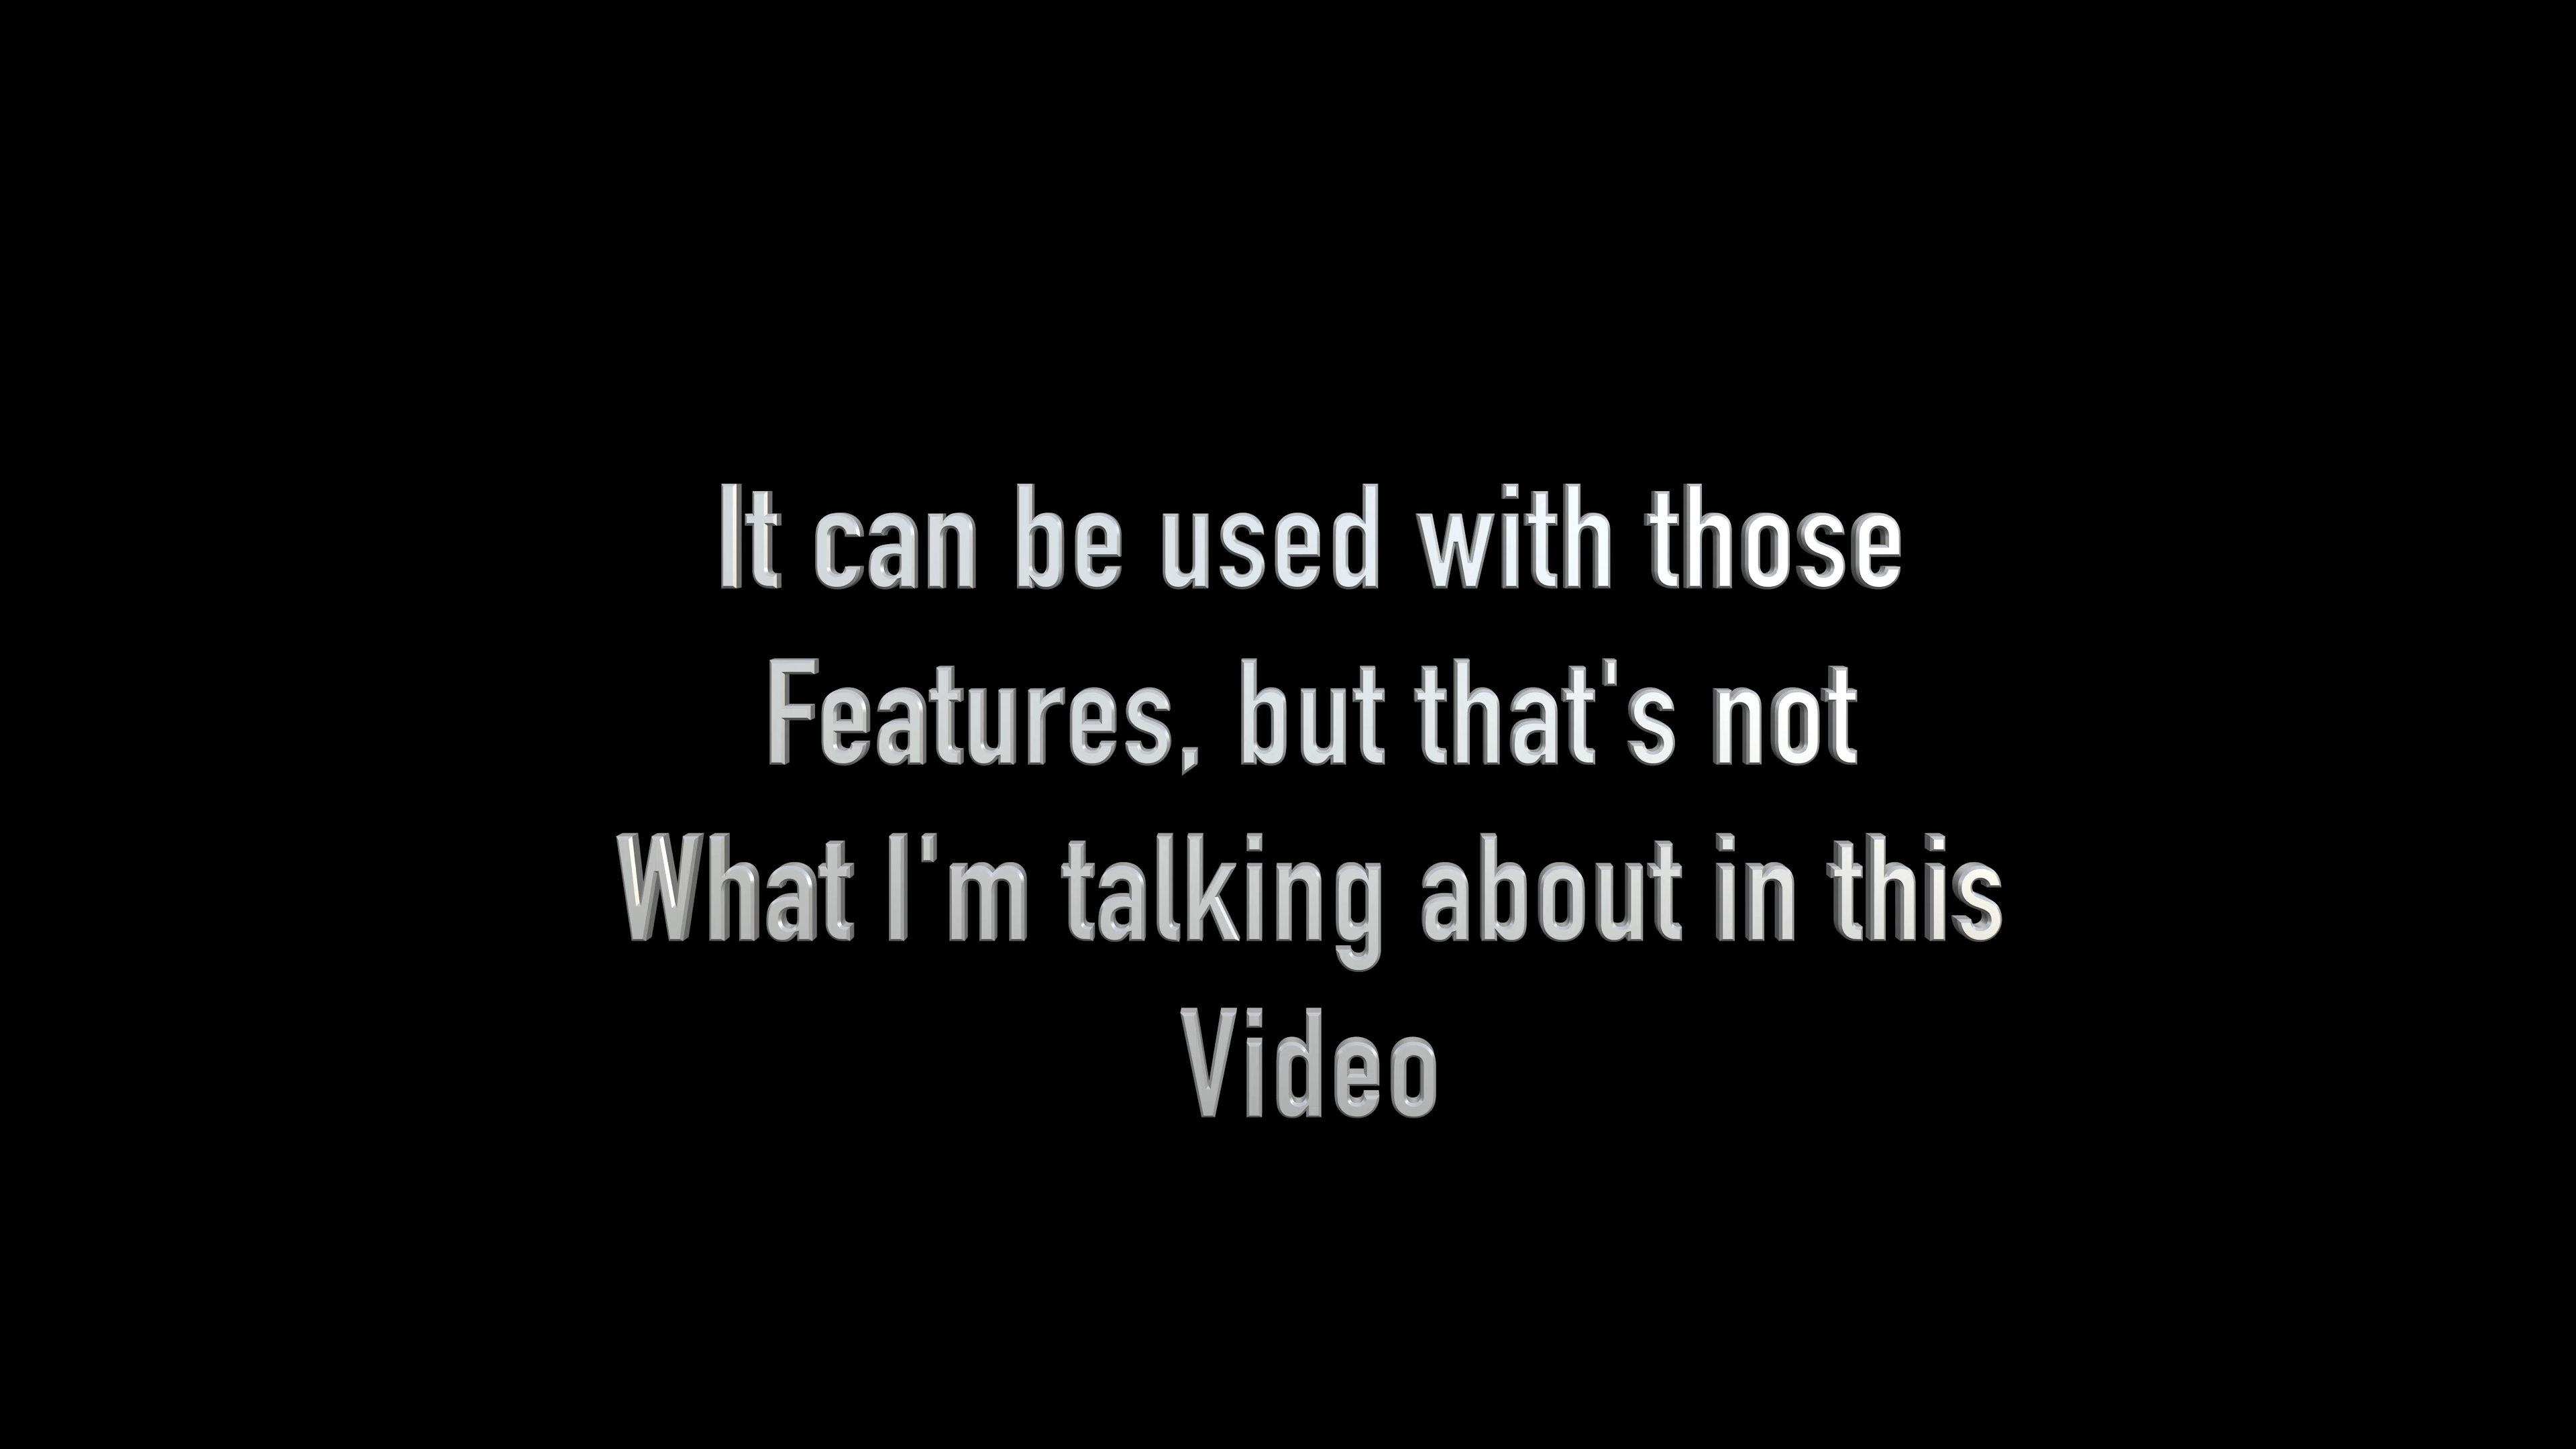 It can be used with those
Features, but that's not
What I'm talking about in this
Video